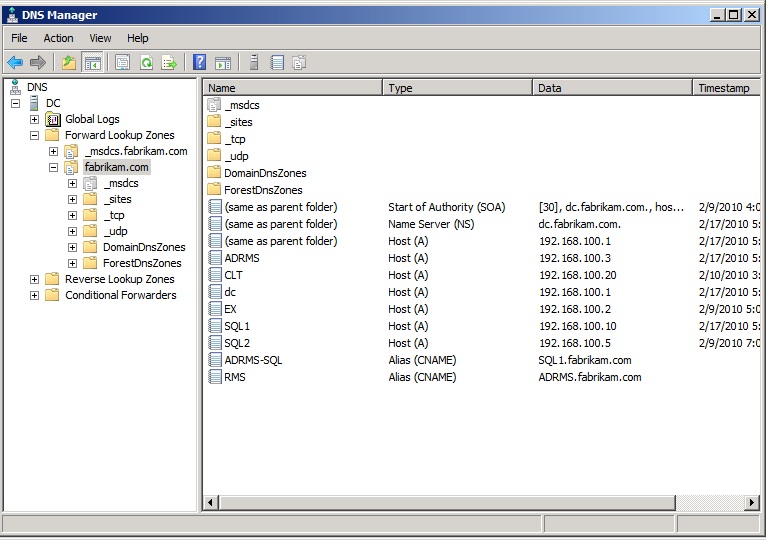 DNS Manager
File Action View Help
DNS
DC
Global Logs
Forward Lookup Zones
_msdcs.fabrikam.com
fabrikam.com
_msdcs
_sites
_tcp
_udp
DomainDnsZones
ForestDnsZones
Reverse Lookup Zones
Conditional Forwarders
Name Type Data Timestamp
_msdcs
_sites
_tcp
_udp
DomainDnsZones
ForestDnsZones
(same as parent folder) Start of Authority (SOA) [30], dc.fabrikam.com., hos... 2/9/2010 4:0
(same as parent folder) Name Server (NS) dc.fabrikam.com. 2/17/2010 5:
(same as parent folder) Host (A) 192.168.100.1 2/17/2010 5:
ADRMS Host (A) 192.168.100.3 2/17/2010 5:
CLT Host (A) 192.168.100.20 2/10/2010 3:
dc Host (A) 192.168.100.1 2/17/2010 5:
EX Host (A) 192.168.100.2 2/9/2010 5:0
SQL1 Host (A) 192.168.100.10 2/17/2010 5:
SQL2 Host (A) 192.168.100.5 2/9/2010 7:0
ADRMS-SQL Alias (CNAME) SQL1.fabrikam.com
RMS Alias (CNAME) ADRMS.fabrikam.com